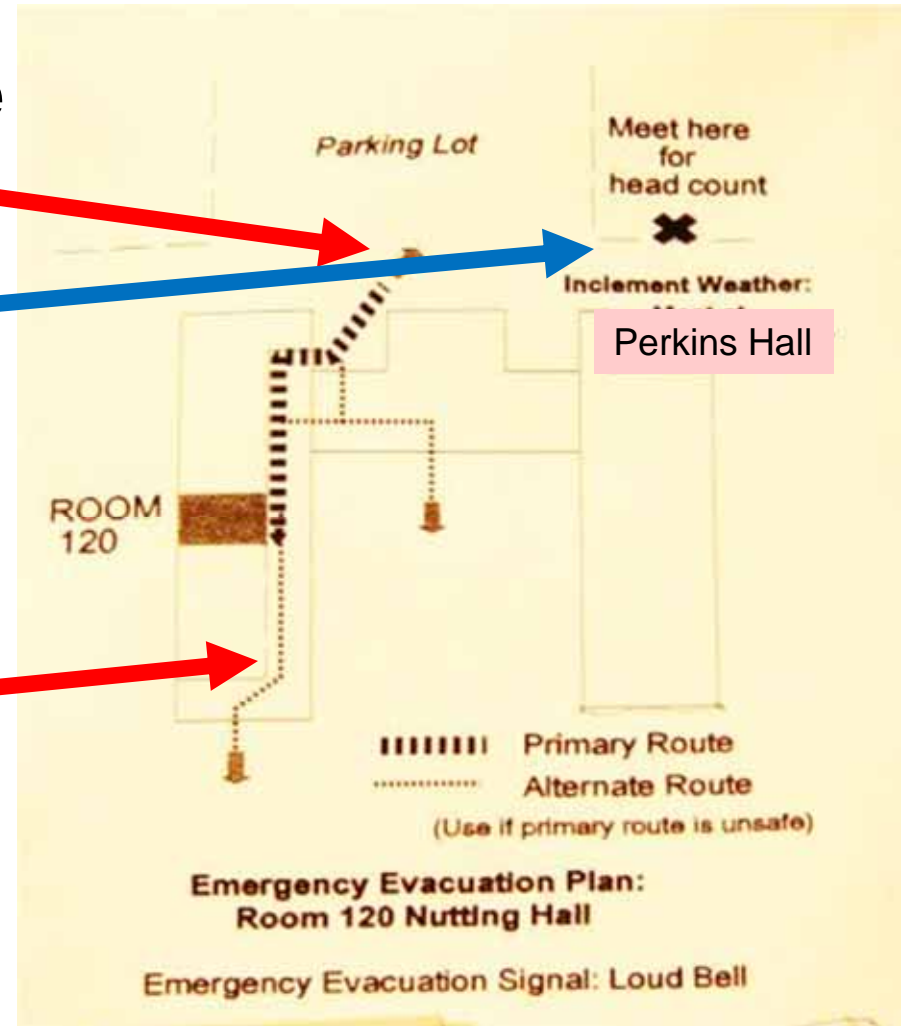 e
Parking Lot
Meet here
for
head count
Inclement Weather:
Perkins Hall
ROOM
120
Primary Route
Alternate Route
(Use if primary route is unsafe)
Emergency Evacuation Plan:
Room 120 Nutting Hall
Emergency Evacuation Signal: Loud Bell